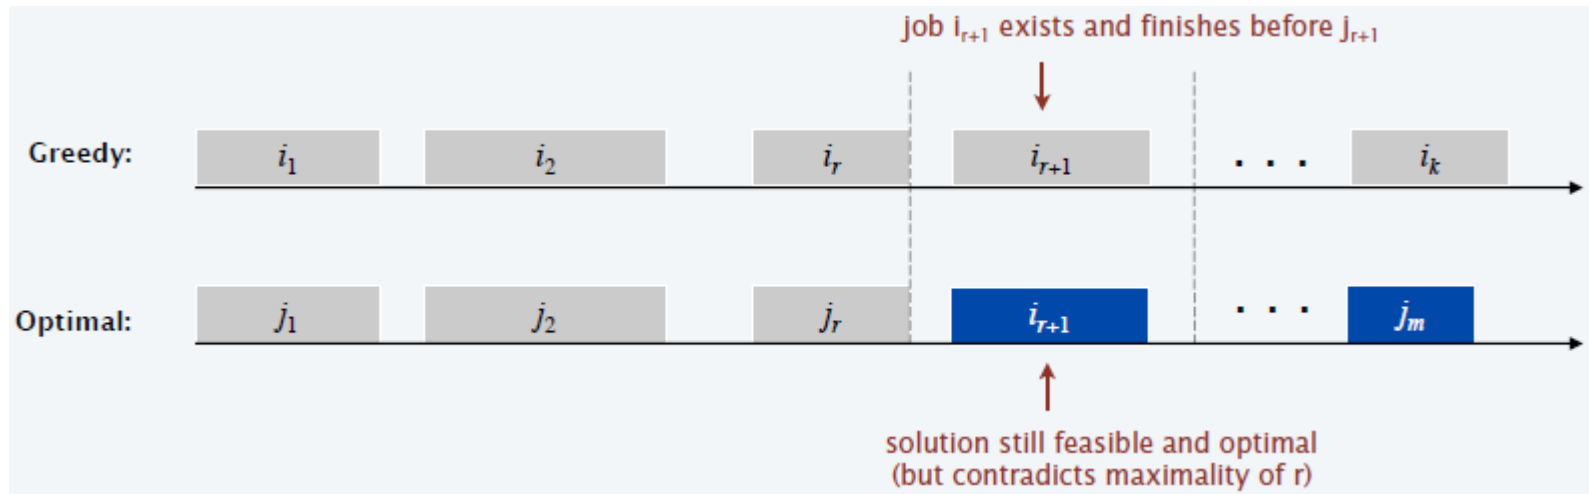 job i_{r+1} exists and finishes before j_{r+1}
Greedy: i_1 i_2 i_r i_{r+1} . . . i_k
Optimal: j_1 j_2 j_r i_{r+1} . . . j_m
solution still feasible and optimal
(but contradicts maximality of r)